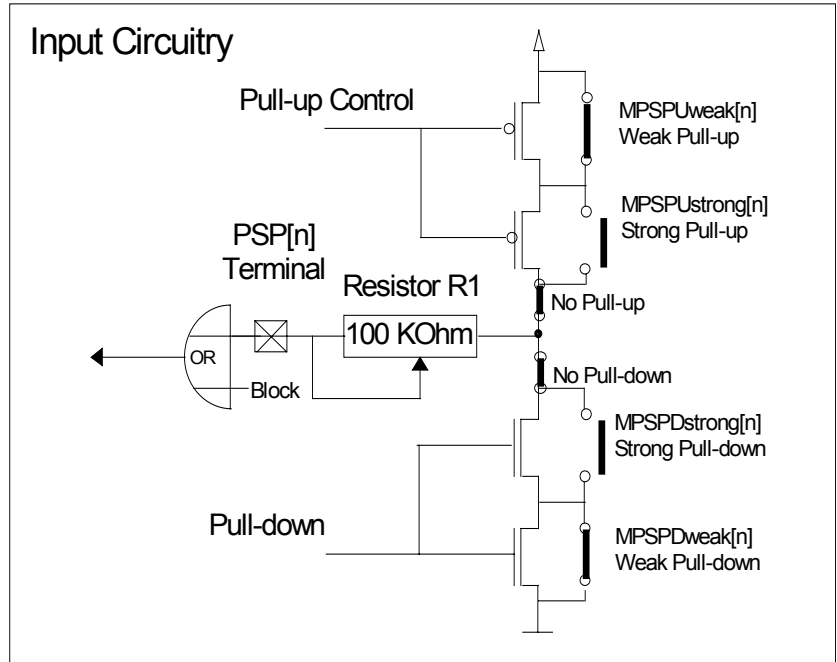 Input Circuitry
Pull-up Control
MPSPUweak[n]
Weak Pull-up
MPSPUstrong[n]
Strong Pull-up
PSP[n]
Terminal
Resistor R1
No Pull-up
100 KOhm
OR
Block
No Pull-down
MPSPDstrong[n]
Strong Pull-down
Pull-down
MPSPDweak[n]
Weak Pull-down